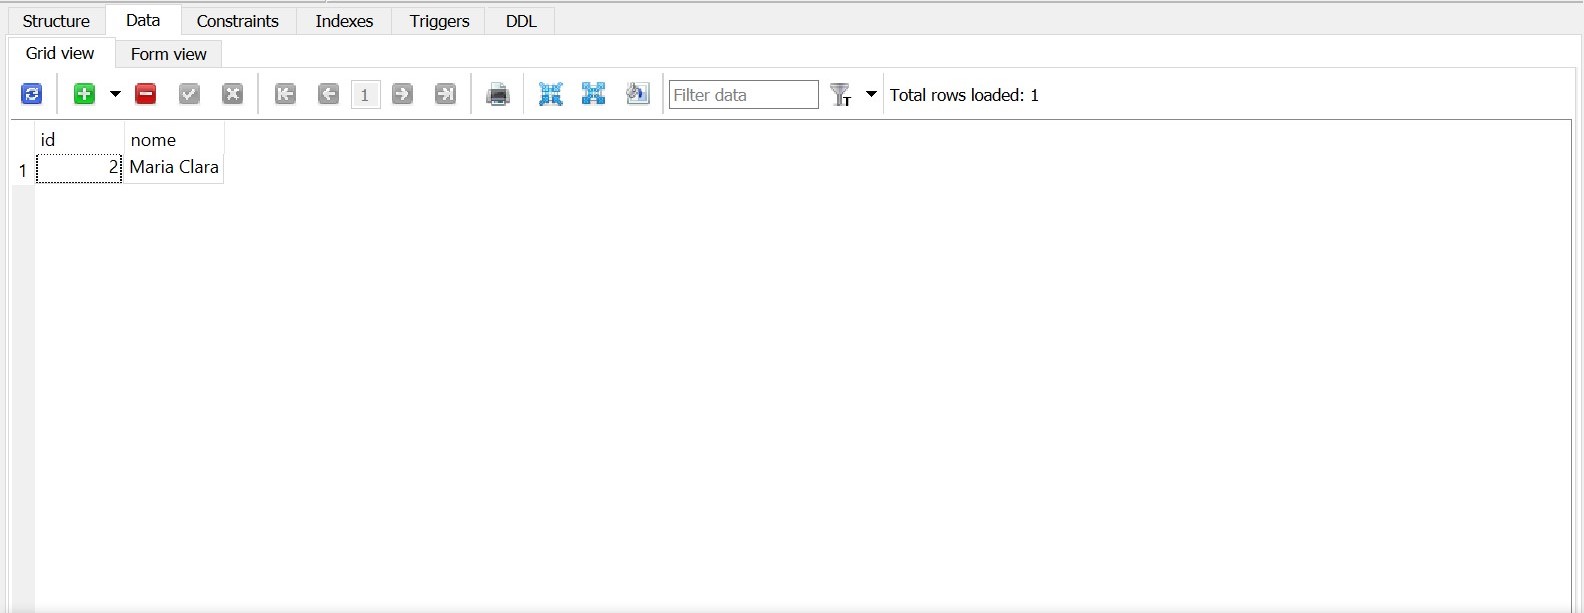 Structure Data Constraints Indexes Triggers DDL
Grid view Form view
1 Filter data T Total rows loaded: 1
id nome
1 2 Maria Clara